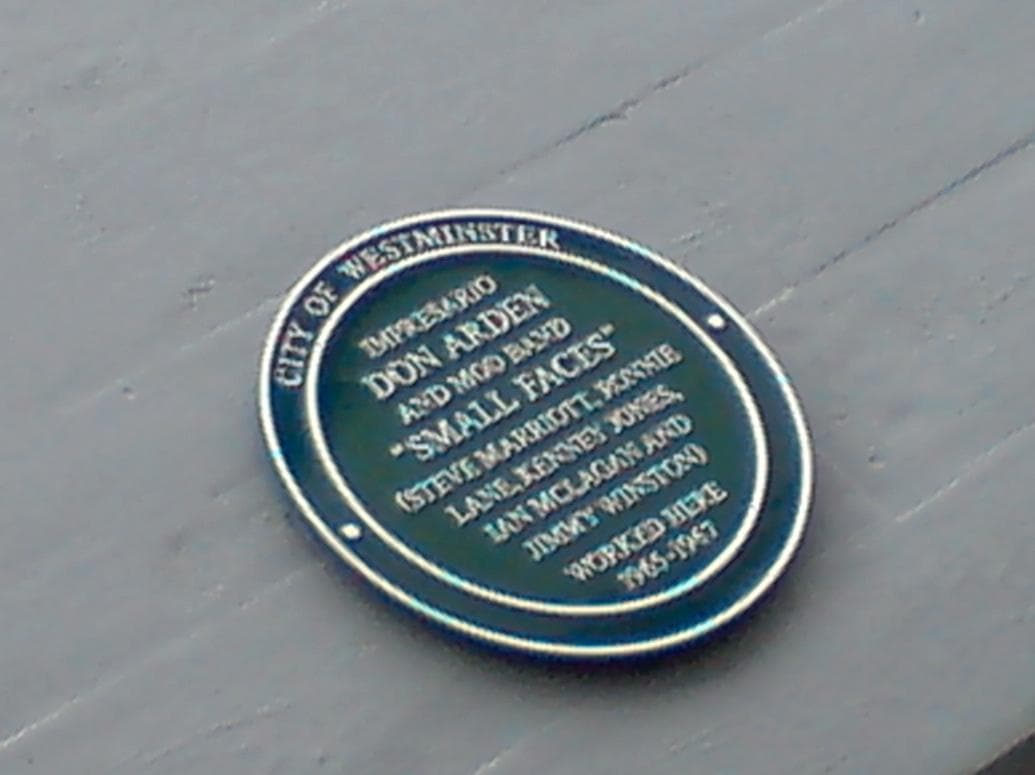 CITY OF WESTMINSTER
IMPRESARIO
DON ARDEN
AND MOD BAND
"SMALL FACES"
(STEVE MARRIOTT, RONNIE
LANE, KENNEY JONES,
IAN MCLAGAN AND
JIMMY WINSTON)
WORKED HERE
1965-1967